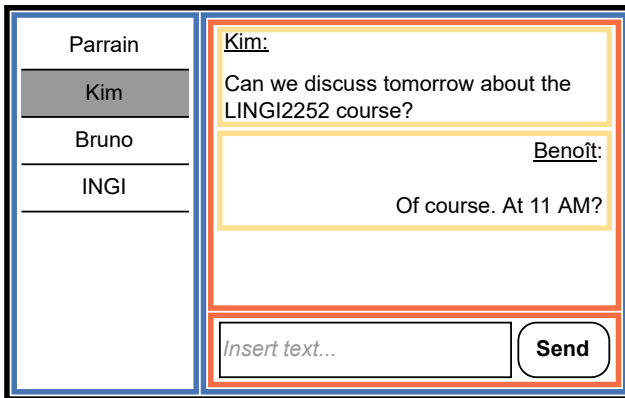 Parrain
Kim
Bruno
INGI
Kim:
Can we discuss tomorrow about the
LINGI2252 course?
Benoît:
Of course. At 11 AM?
Insert text...
Send